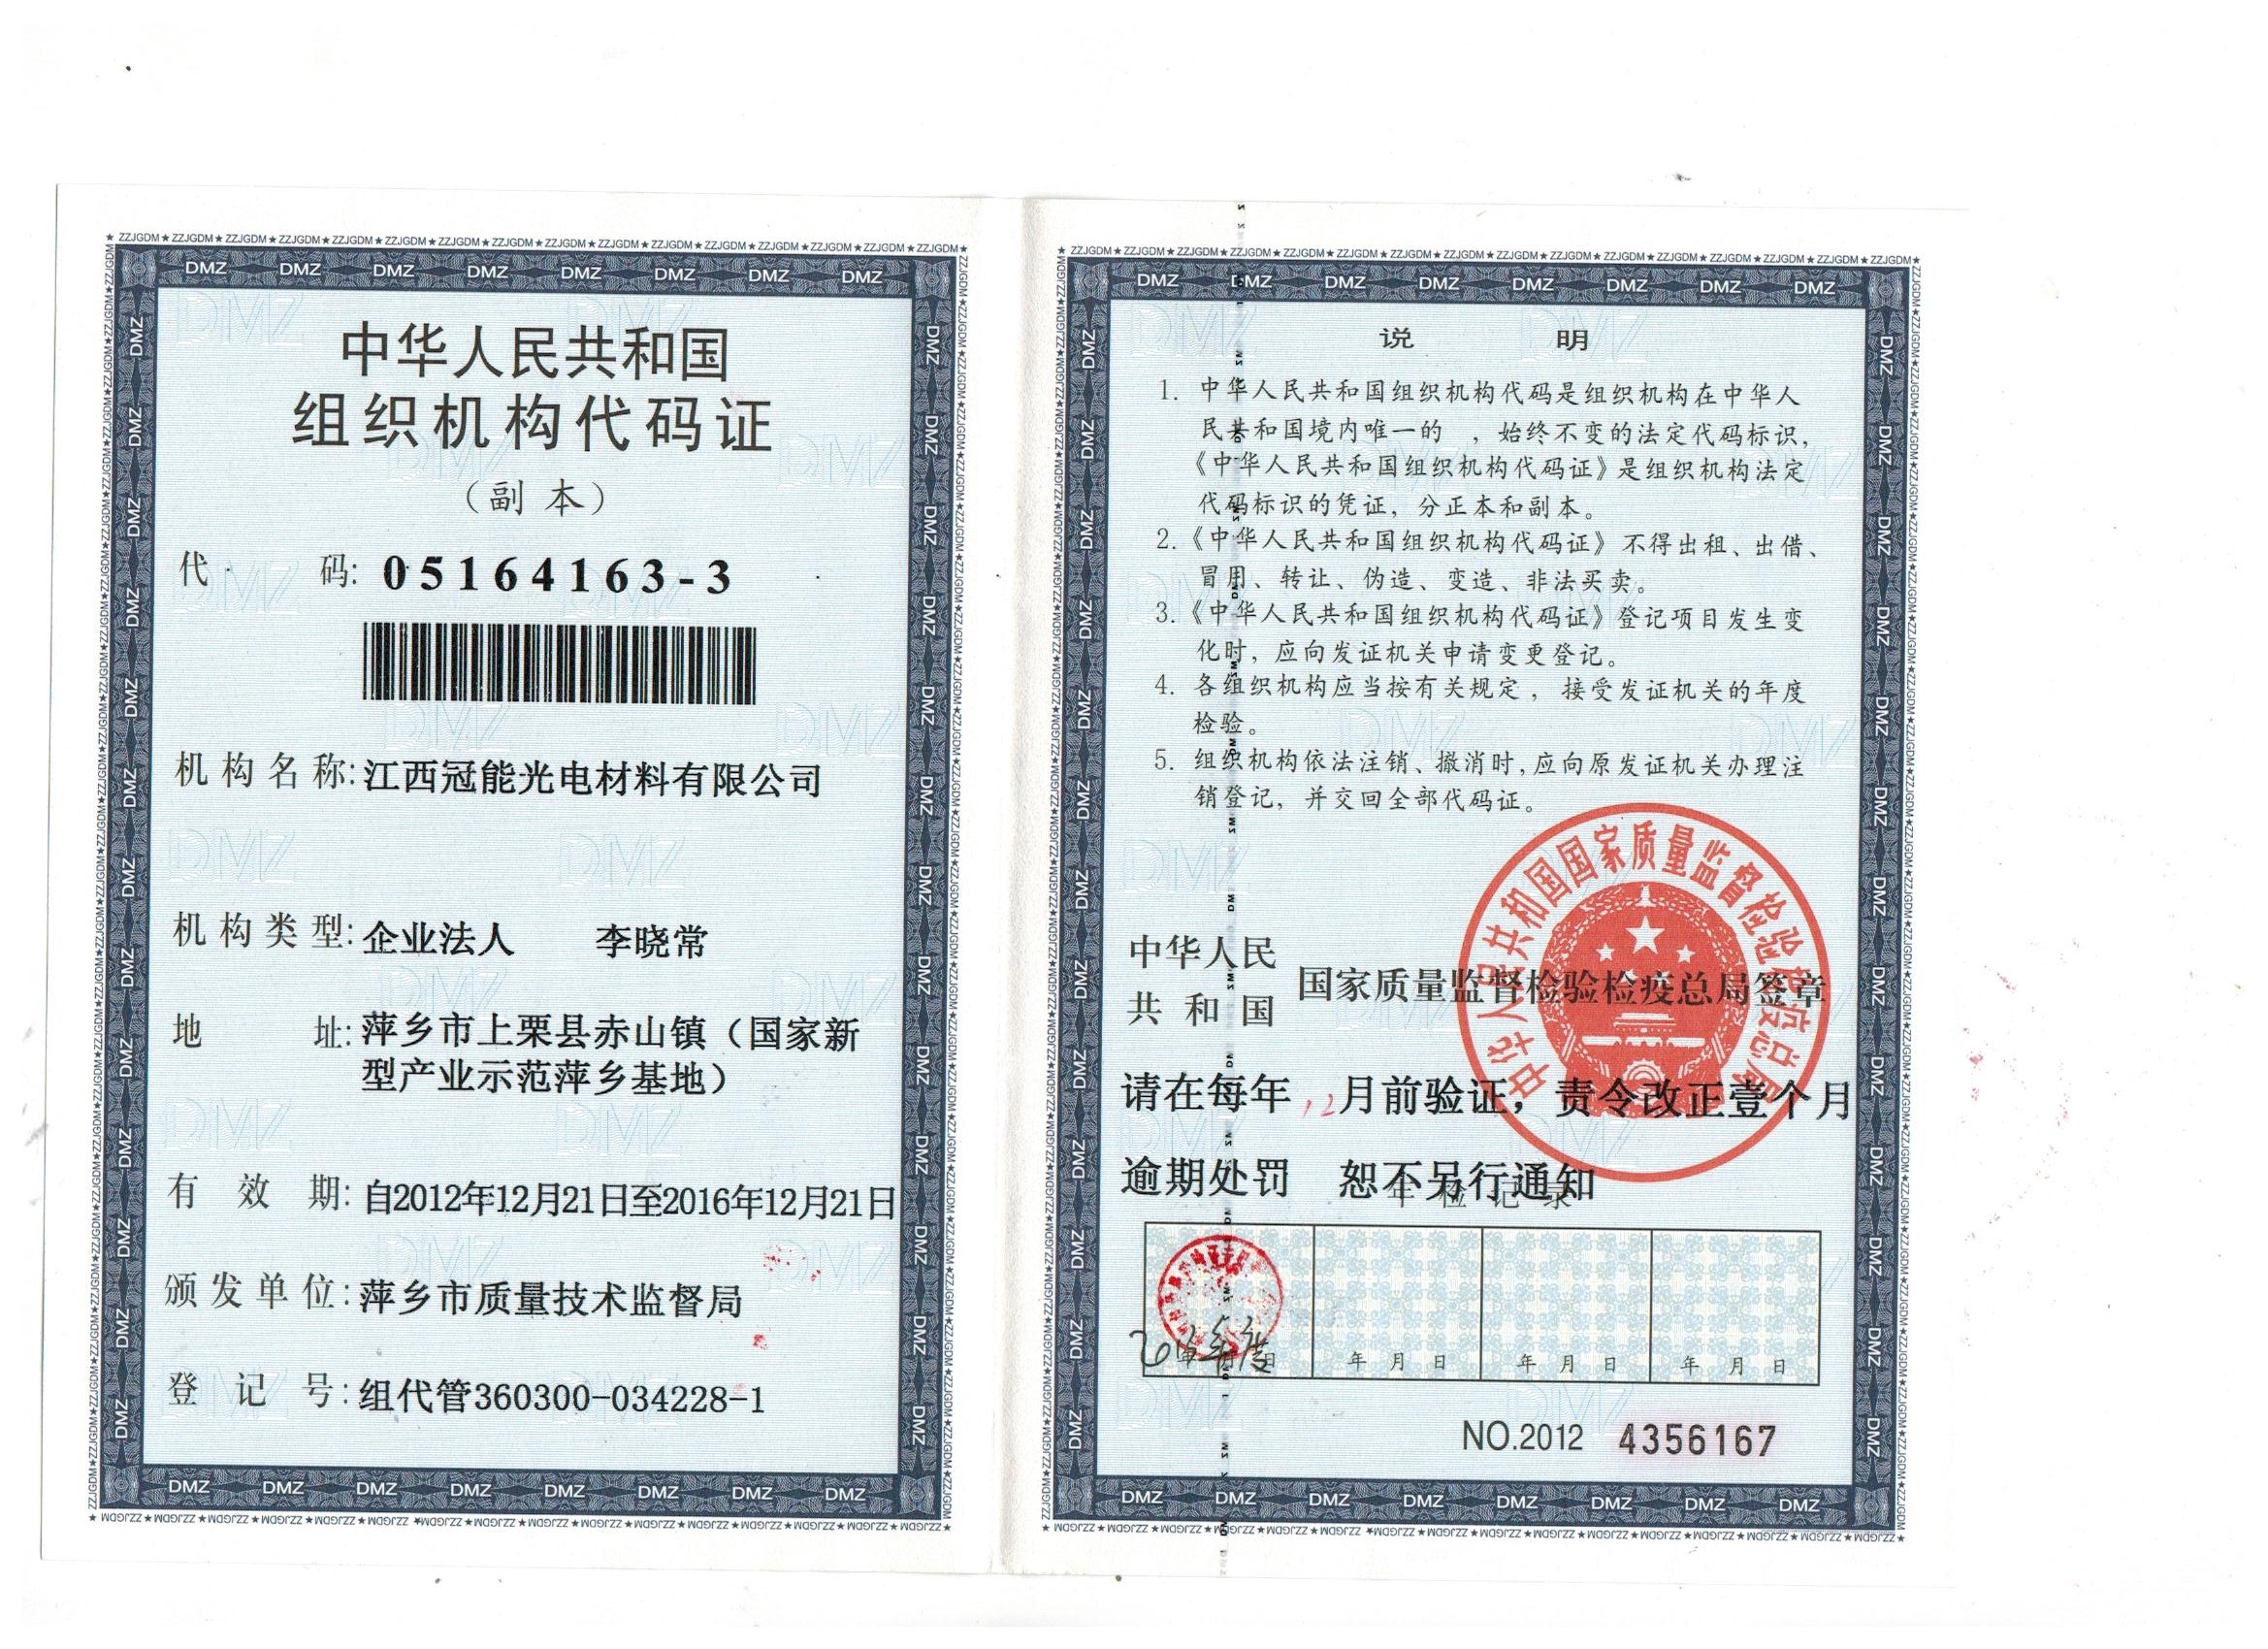 中华人民共和国
组织机构代码证
（副本）
代 码: 05164163-3
机构名称: 江西冠能光电材料有限公司
机构类型: 企业法人 李晓常
地 址: 萍乡市上栗县赤山镇（国家新
型产业示范萍乡基地）
有效期: 自2012年12月21日至2016年12月21日
颁发单位: 萍乡市质量技术监督局
登记号: 组代管360300-034228-1
说 明
1. 中华人民共和国组织机构代码是组织机构在中华人
民共和国境内唯一的 ，始终不变的法定代码标识，
《中华人民共和国组织机构代码证》是组织机构法定
代码标识的凭证，分正本和副本。
2.《中华人民共和国组织机构代码证》不得出租、出借、
冒用、转让、伪造、变造、非法买卖。
3.《中华人民共和国组织机构代码证》登记项目发生变
化时，应向发证机关申请变更登记。
4. 各组织机构应当按有关规定，接受发证机关的年度
检验。
5. 组织机构依法注销、撤消时，应向原发证机关办理注
销登记，并交回全部代码证。
中华人民共和国国家质量监督检验检疫总局
中华人民
共和国 国家质量监督检验检疫总局签章
请在每年12月前验证，责令改正壹个月
逾期处罚 恕不另行通知
年检记录
年 月 日 年 月 日 年 月 日 年 月 日
NO.2012 4356167